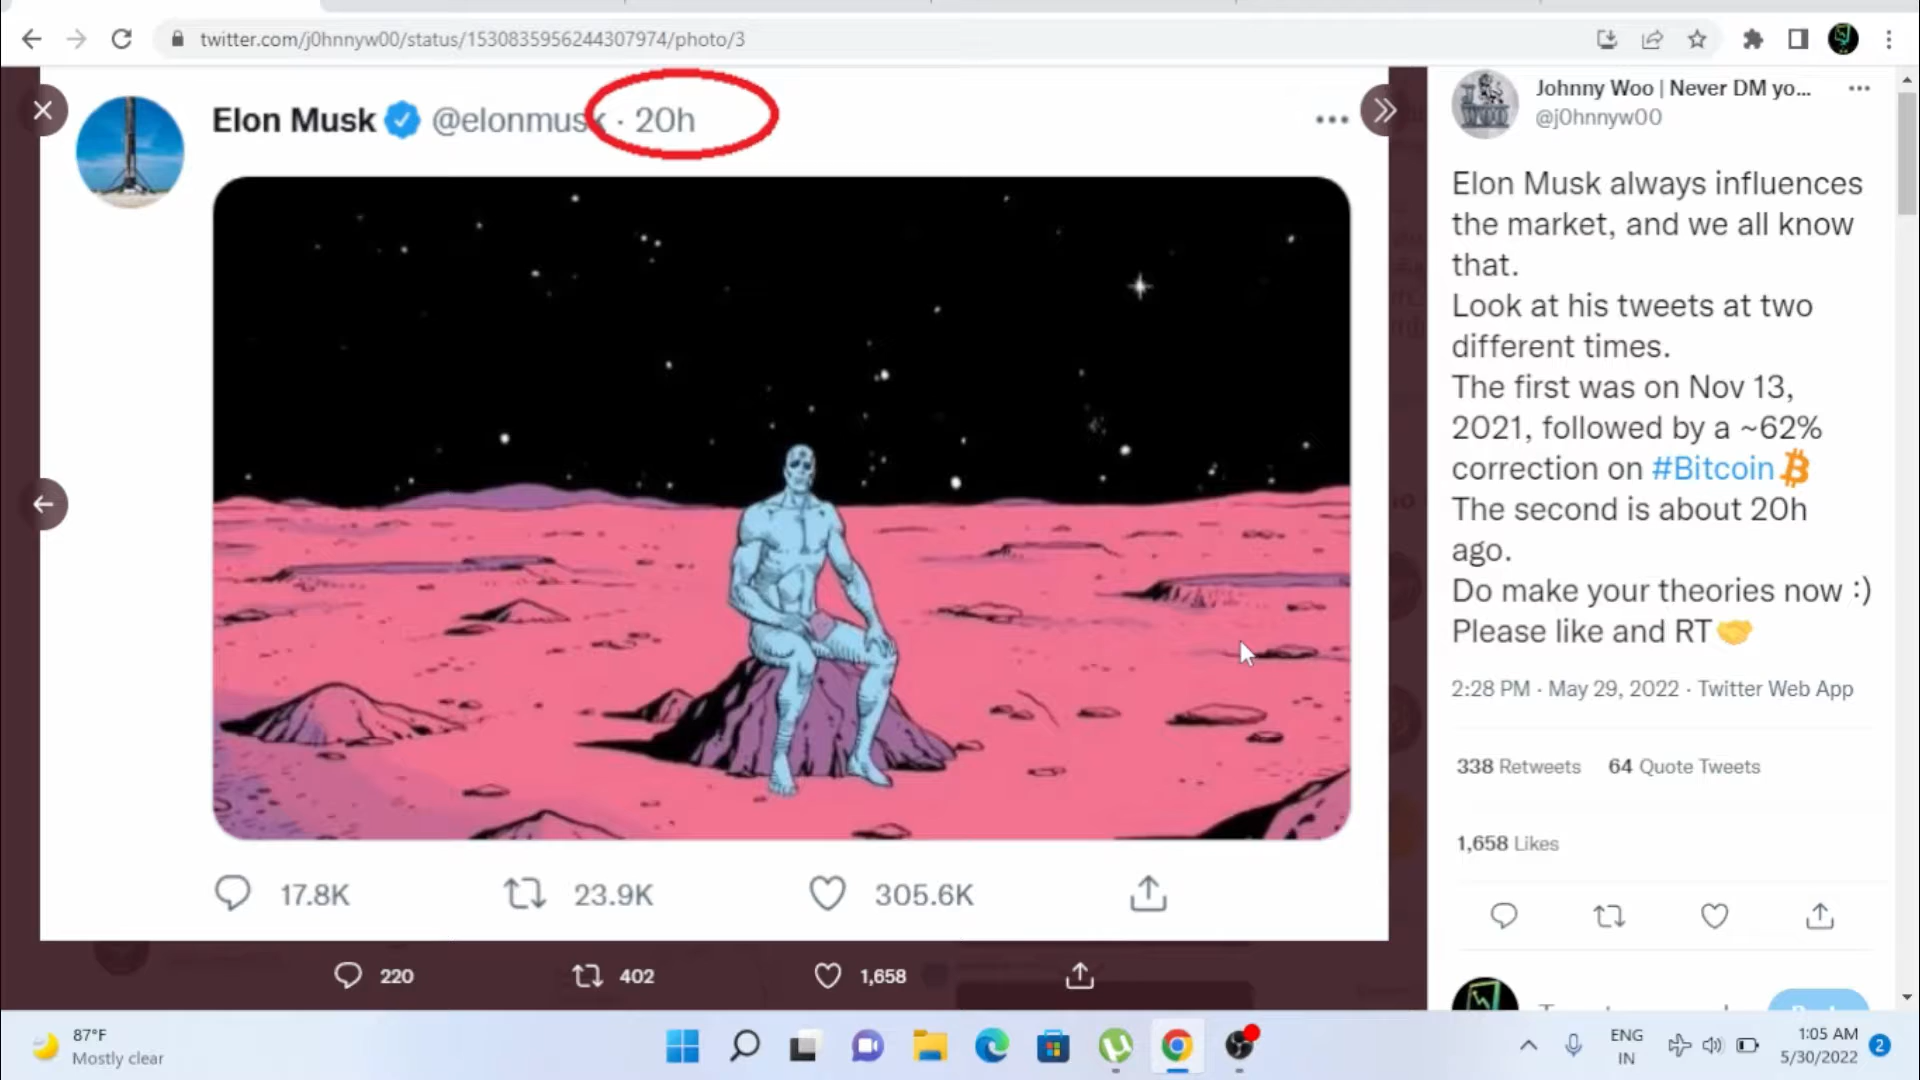 twitter.com/j0hnnyw00/status/1530835956244307974/photo/3
Elon Musk @elonmusk · 20h
17.8K 23.9K 305.6K
220 402 1,658
Johnny Woo | Never DM yo...
@j0hnnyw00
Elon Musk always influences
the market, and we all know
that.
Look at his tweets at two
different times.
The first was on Nov 13,
2021, followed by a ~62%
correction on #Bitcoin
The second is about 20h
ago.
Do make your theories now :)
Please like and RT🤝
2:28 PM · May 29, 2022 · Twitter Web App
338 Retweets 64 Quote Tweets
1,658 Likes
87°F
Mostly clear
ENG
IN
1:05 AM
5/30/2022
2